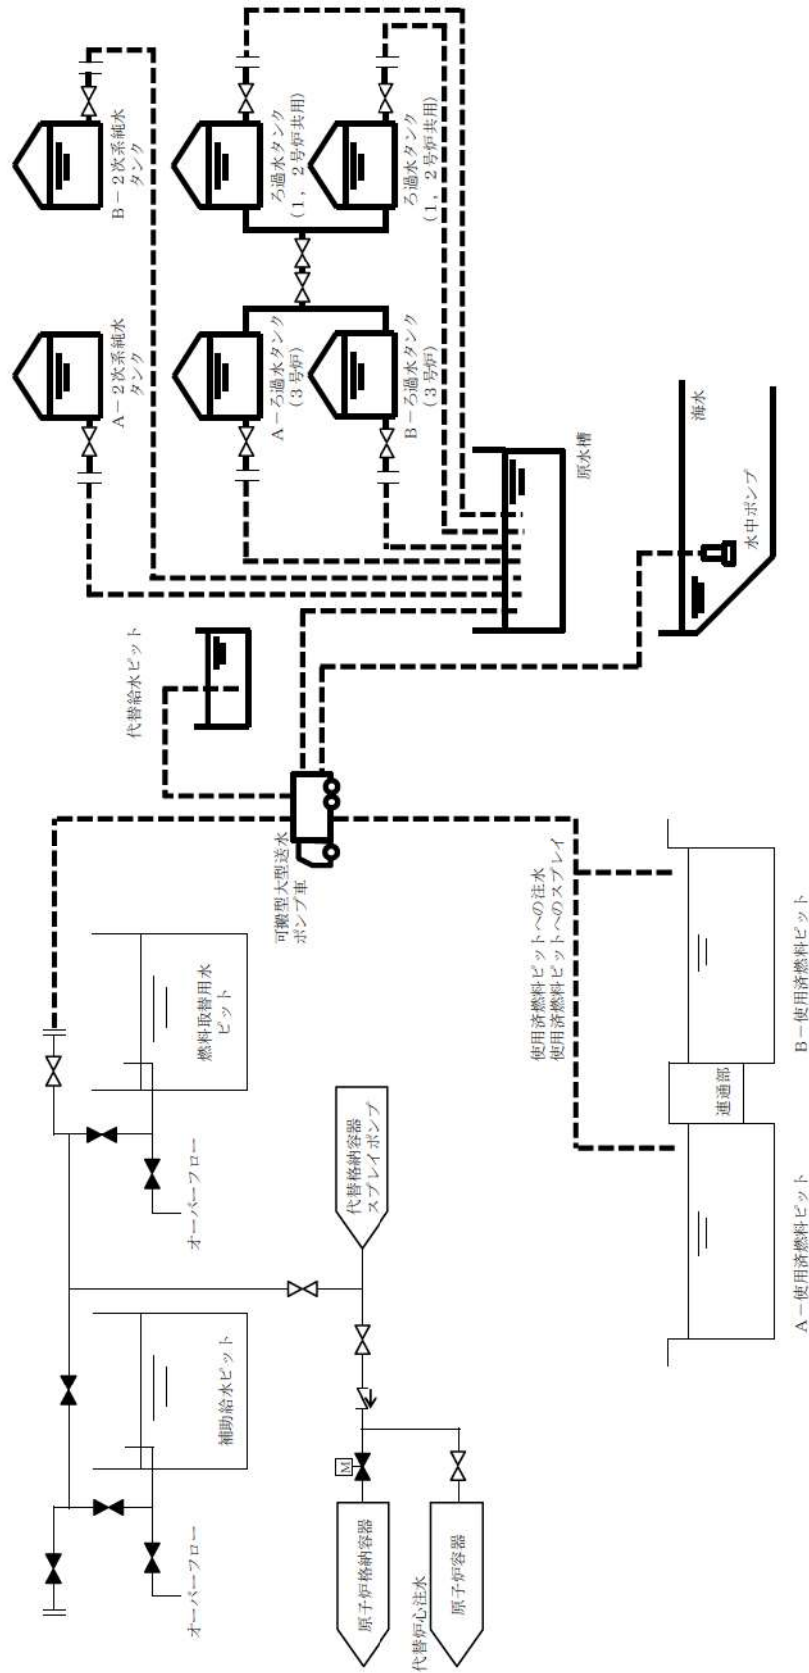 オーバーフロー
補助給水ピット
オーバーフロー
燃料取替用水
ピット
M
原子炉格納容器
代替炉心注水
原子炉容器
代替格納容器
スプレイポンプ
可搬型大型送水
ポンプ車
代替給水ピット
A－2次系純水
タンク
B－2次系純水
タンク
A－ろ過水タンク
（3号炉）
ろ過水タンク
（1，2号炉共用）
B－ろ過水タンク
（3号炉）
ろ過水タンク
（1，2号炉共用）
原水槽
使用済燃料ピットへの注水
使用済燃料ピットへのスプレイ
海水
水中ポンプ
連通部
A－使用済燃料ピット
B－使用済燃料ピット